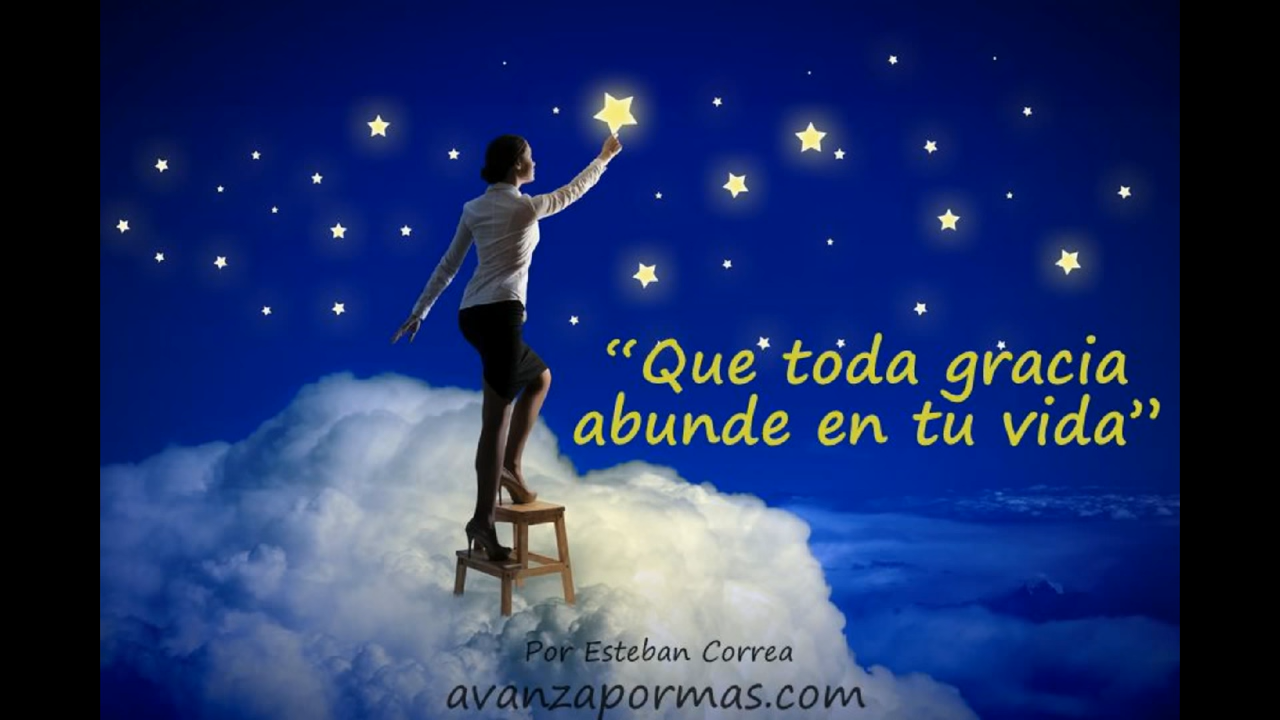 “Que toda gracia
abunde en tu vida”
Por Esteban Correa
avanzapormas.com